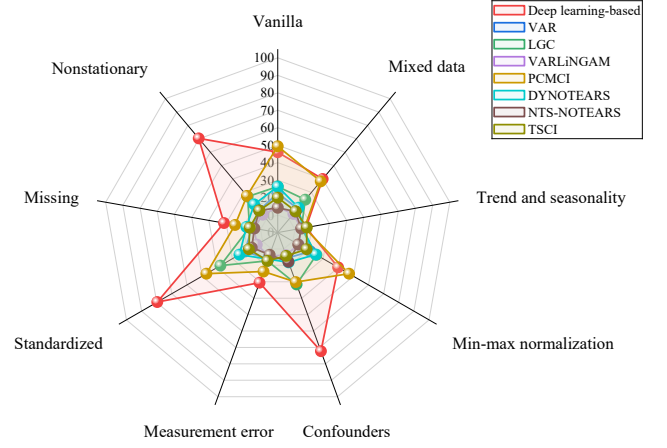 Vanilla
Mixed data
Trend and seasonality
Min-max normalization
Confounders
Measurement error
Standardized
Missing
Nonstationary
100
90
80
70
60
40
30
Deep learning-based
VAR
LGC
VARLiNGAM
PCMCI
DYNOTEARS
NTS-NOTEARS
TSCI